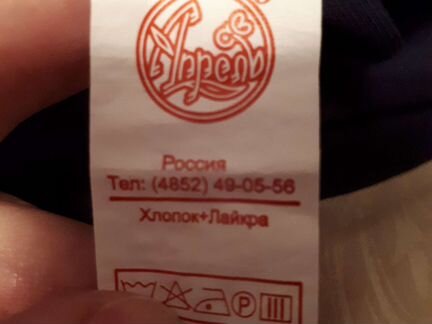 Апрель
Россия
Тел: (4852) 49-05-56
Хлопок+Лайкра
P